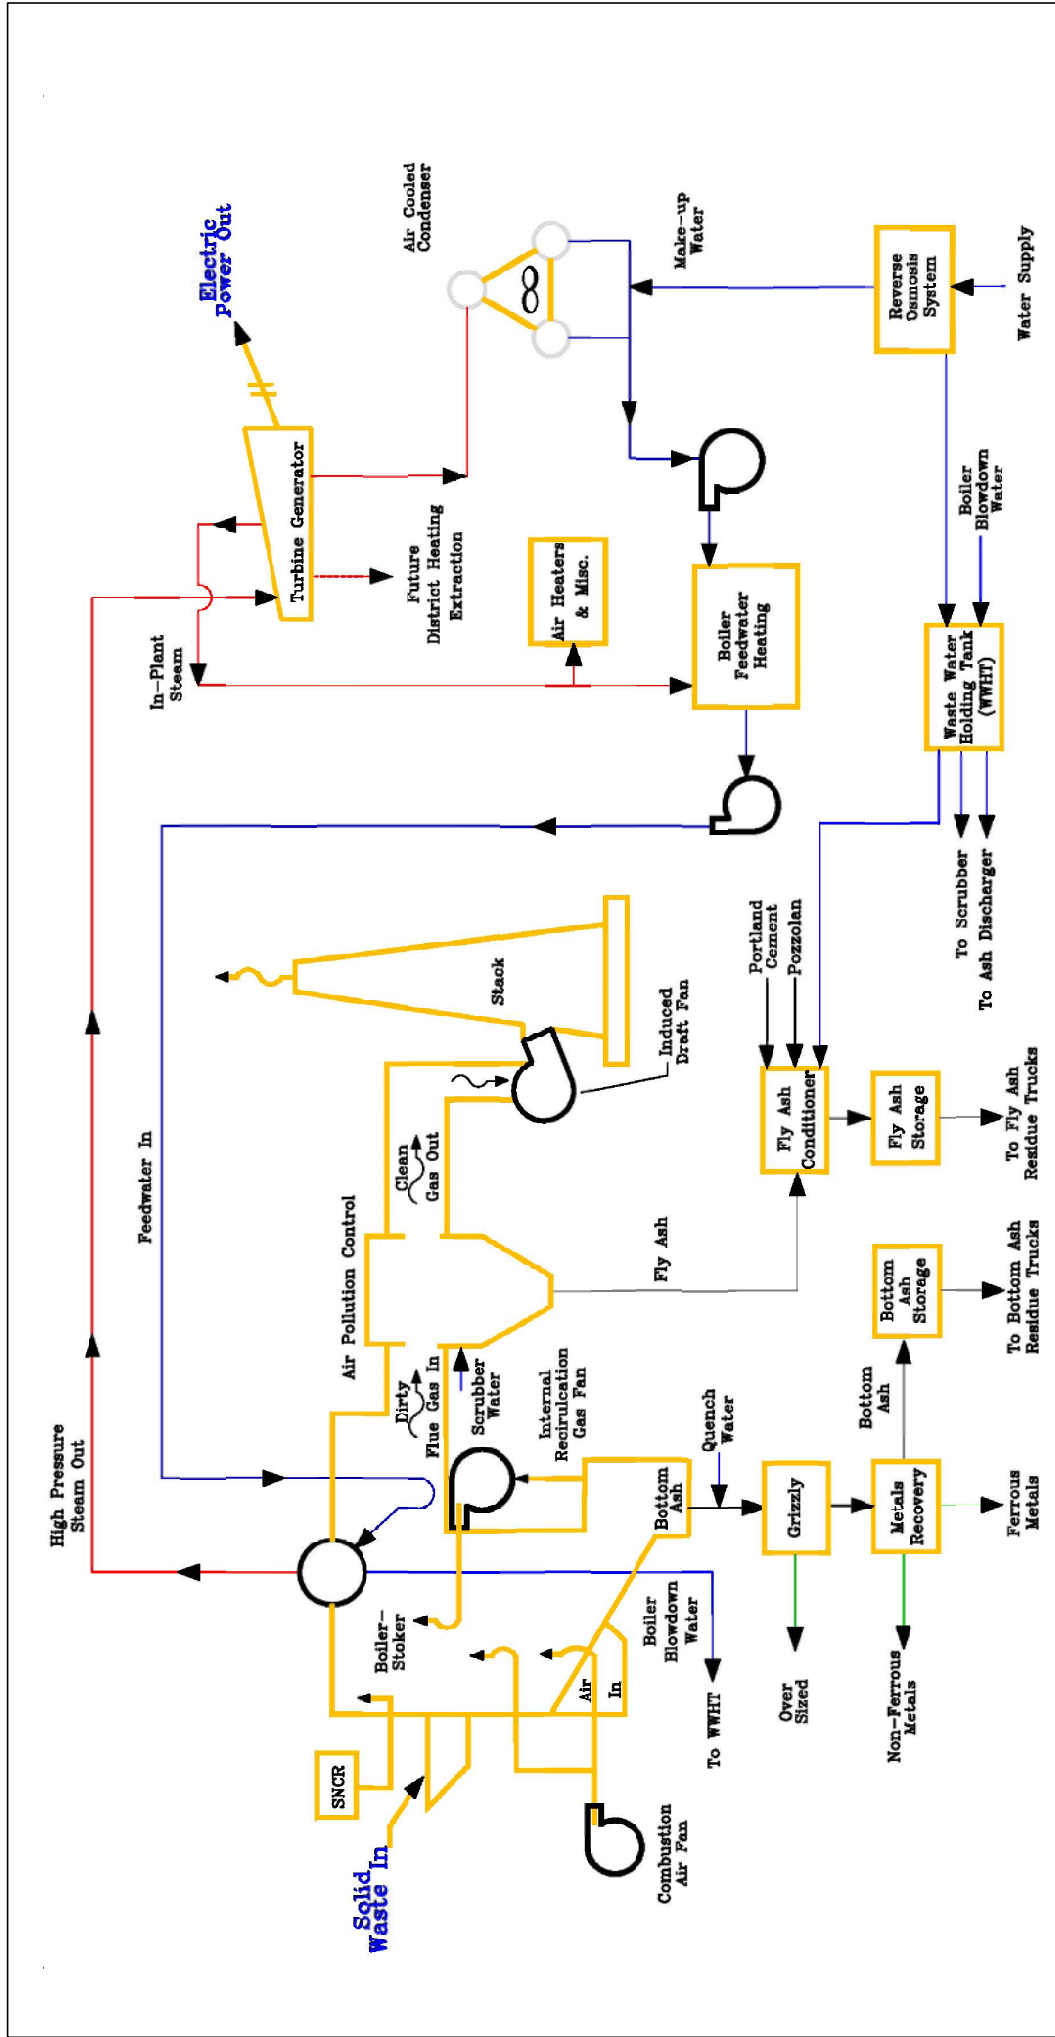 High Pressure
Steam Out
Feedwater In
In-Plant
Steam
Electric
Power Out
Turbine Generator
Future
District Heating
Extraction
Air Cooled
Condenser
Make-up
Water
Air Heaters
& Misc.
Boiler
Feedwater
Heating
Reverse
Osmosis
System
Water Supply
Boiler
Blowdown
Water
Waste Water
Holding Tank
(WWHT)
To Scrubber
To Ash Discharger
Solid
Waste In
SNCR
Boiler-
Stoker
Air Pollution Control
Dirty
Flue Gas In
Clean
Gas Out
Scrubber
Water
Stack
Induced
Draft Fan
Internal
Recirulcation
Gas Fan
Air
In
Combustion
Air Fan
Boiler
Blowdown
Water
To WWHT
Bottom
Ash
Quench
Water
Fly Ash
Portland
Cement
Pozzolan
Fly Ash
Conditioner
Fly Ash
Storage
To Fly Ash
Residue Trucks
Grizzly
Over
Sized
Metals
Recovery
Non-Ferrous
Metals
Ferrous
Metals
Bottom
Ash
Bottom
Ash
Storage
To Bottom Ash
Residue Trucks